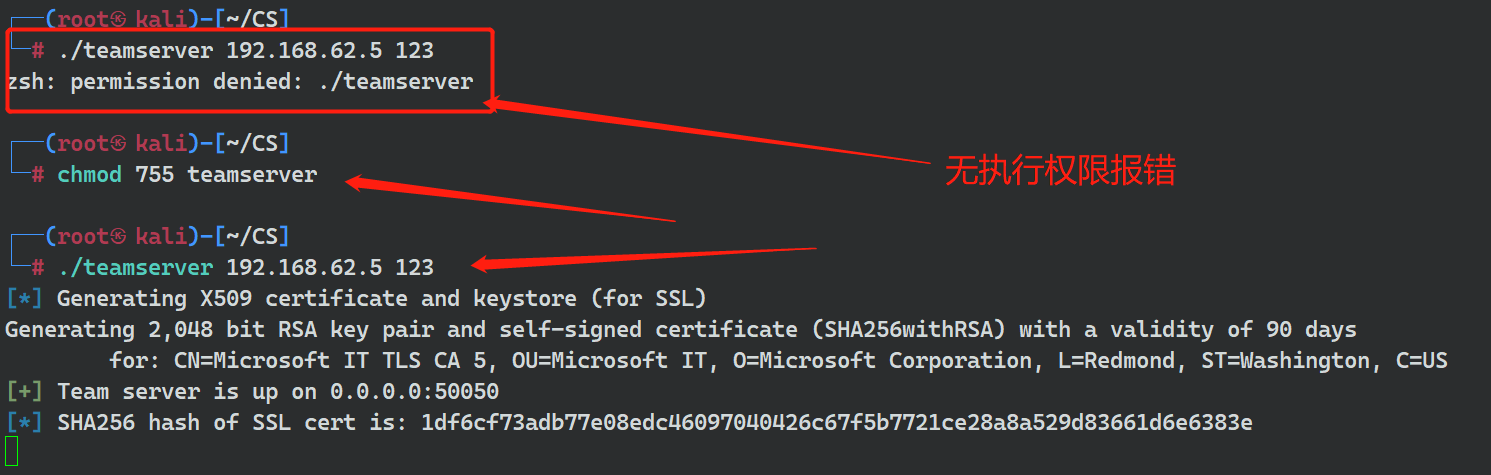 ┌──(root㉿ kali)-[~/CS]
└─# ./teamserver 192.168.62.5 123
zsh: permission denied: ./teamserver
┌──(root㉿ kali)-[~/CS]
└─# chmod 755 teamserver
无执行权限报错
┌──(root㉿ kali)-[~/CS]
└─# ./teamserver 192.168.62.5 123
[*] Generating X509 certificate and keystore (for SSL)
Generating 2,048 bit RSA key pair and self-signed certificate (SHA256withRSA) with a validity of 90 days
for: CN=Microsoft IT TLS CA 5, OU=Microsoft IT, O=Microsoft Corporation, L=Redmond, ST=Washington, C=US
[+] Team server is up on 0.0.0.0:50050
[*] SHA256 hash of SSL cert is: 1df6cf73adb77e08edc46097040426c67f5b7721ce28a8a529d83661d6e6383e